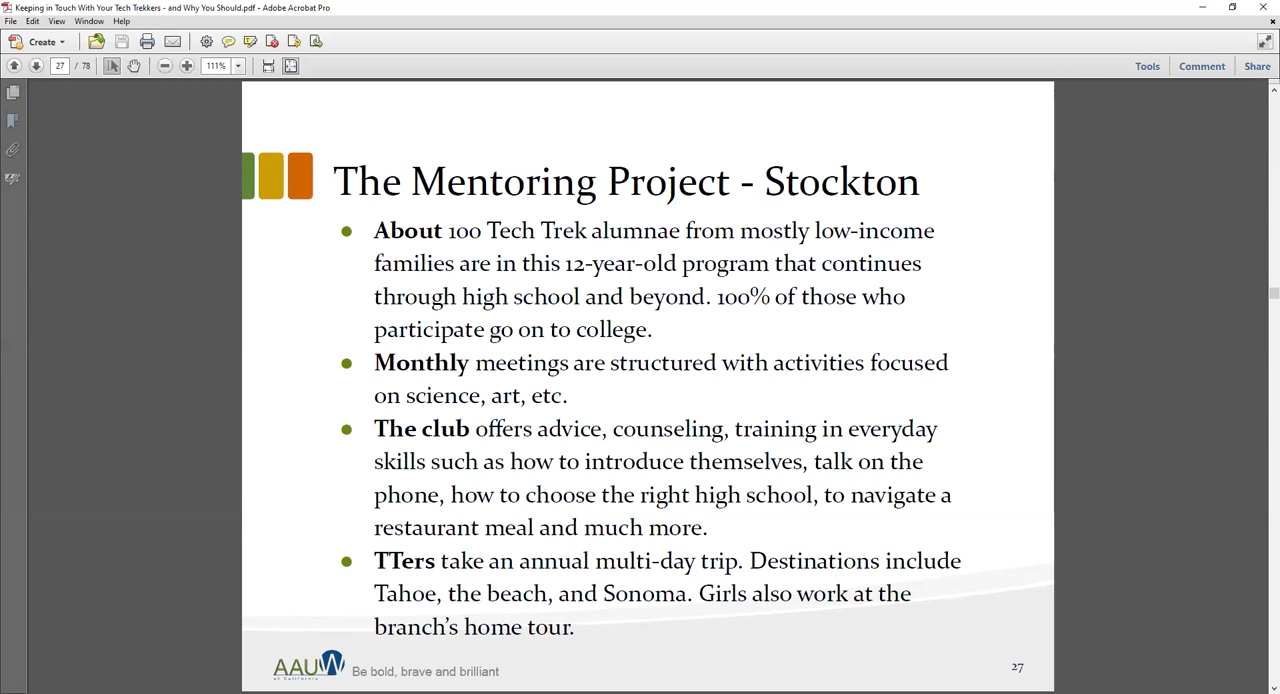 Keeping in Touch With Your Tech Trekkers - and Why You Should.pdf - Adobe Acrobat Pro
File Edit View Window Help
Create
27 / 78 111% Tools Comment Share
The Mentoring Project - Stockton
About 100 Tech Trek alumnae from mostly low-income
families are in this 12-year-old program that continues
through high school and beyond. 100% of those who
participate go on to college.
Monthly meetings are structured with activities focused
on science, art, etc.
The club offers advice, counseling, training in everyday
skills such as how to introduce themselves, talk on the
phone, how to choose the right high school, to navigate a
restaurant meal and much more.
TTers take an annual multi-day trip. Destinations include
Tahoe, the beach, and Sonoma. Girls also work at the
branch's home tour.
AAUW
of California
Be bold, brave and brilliant
27